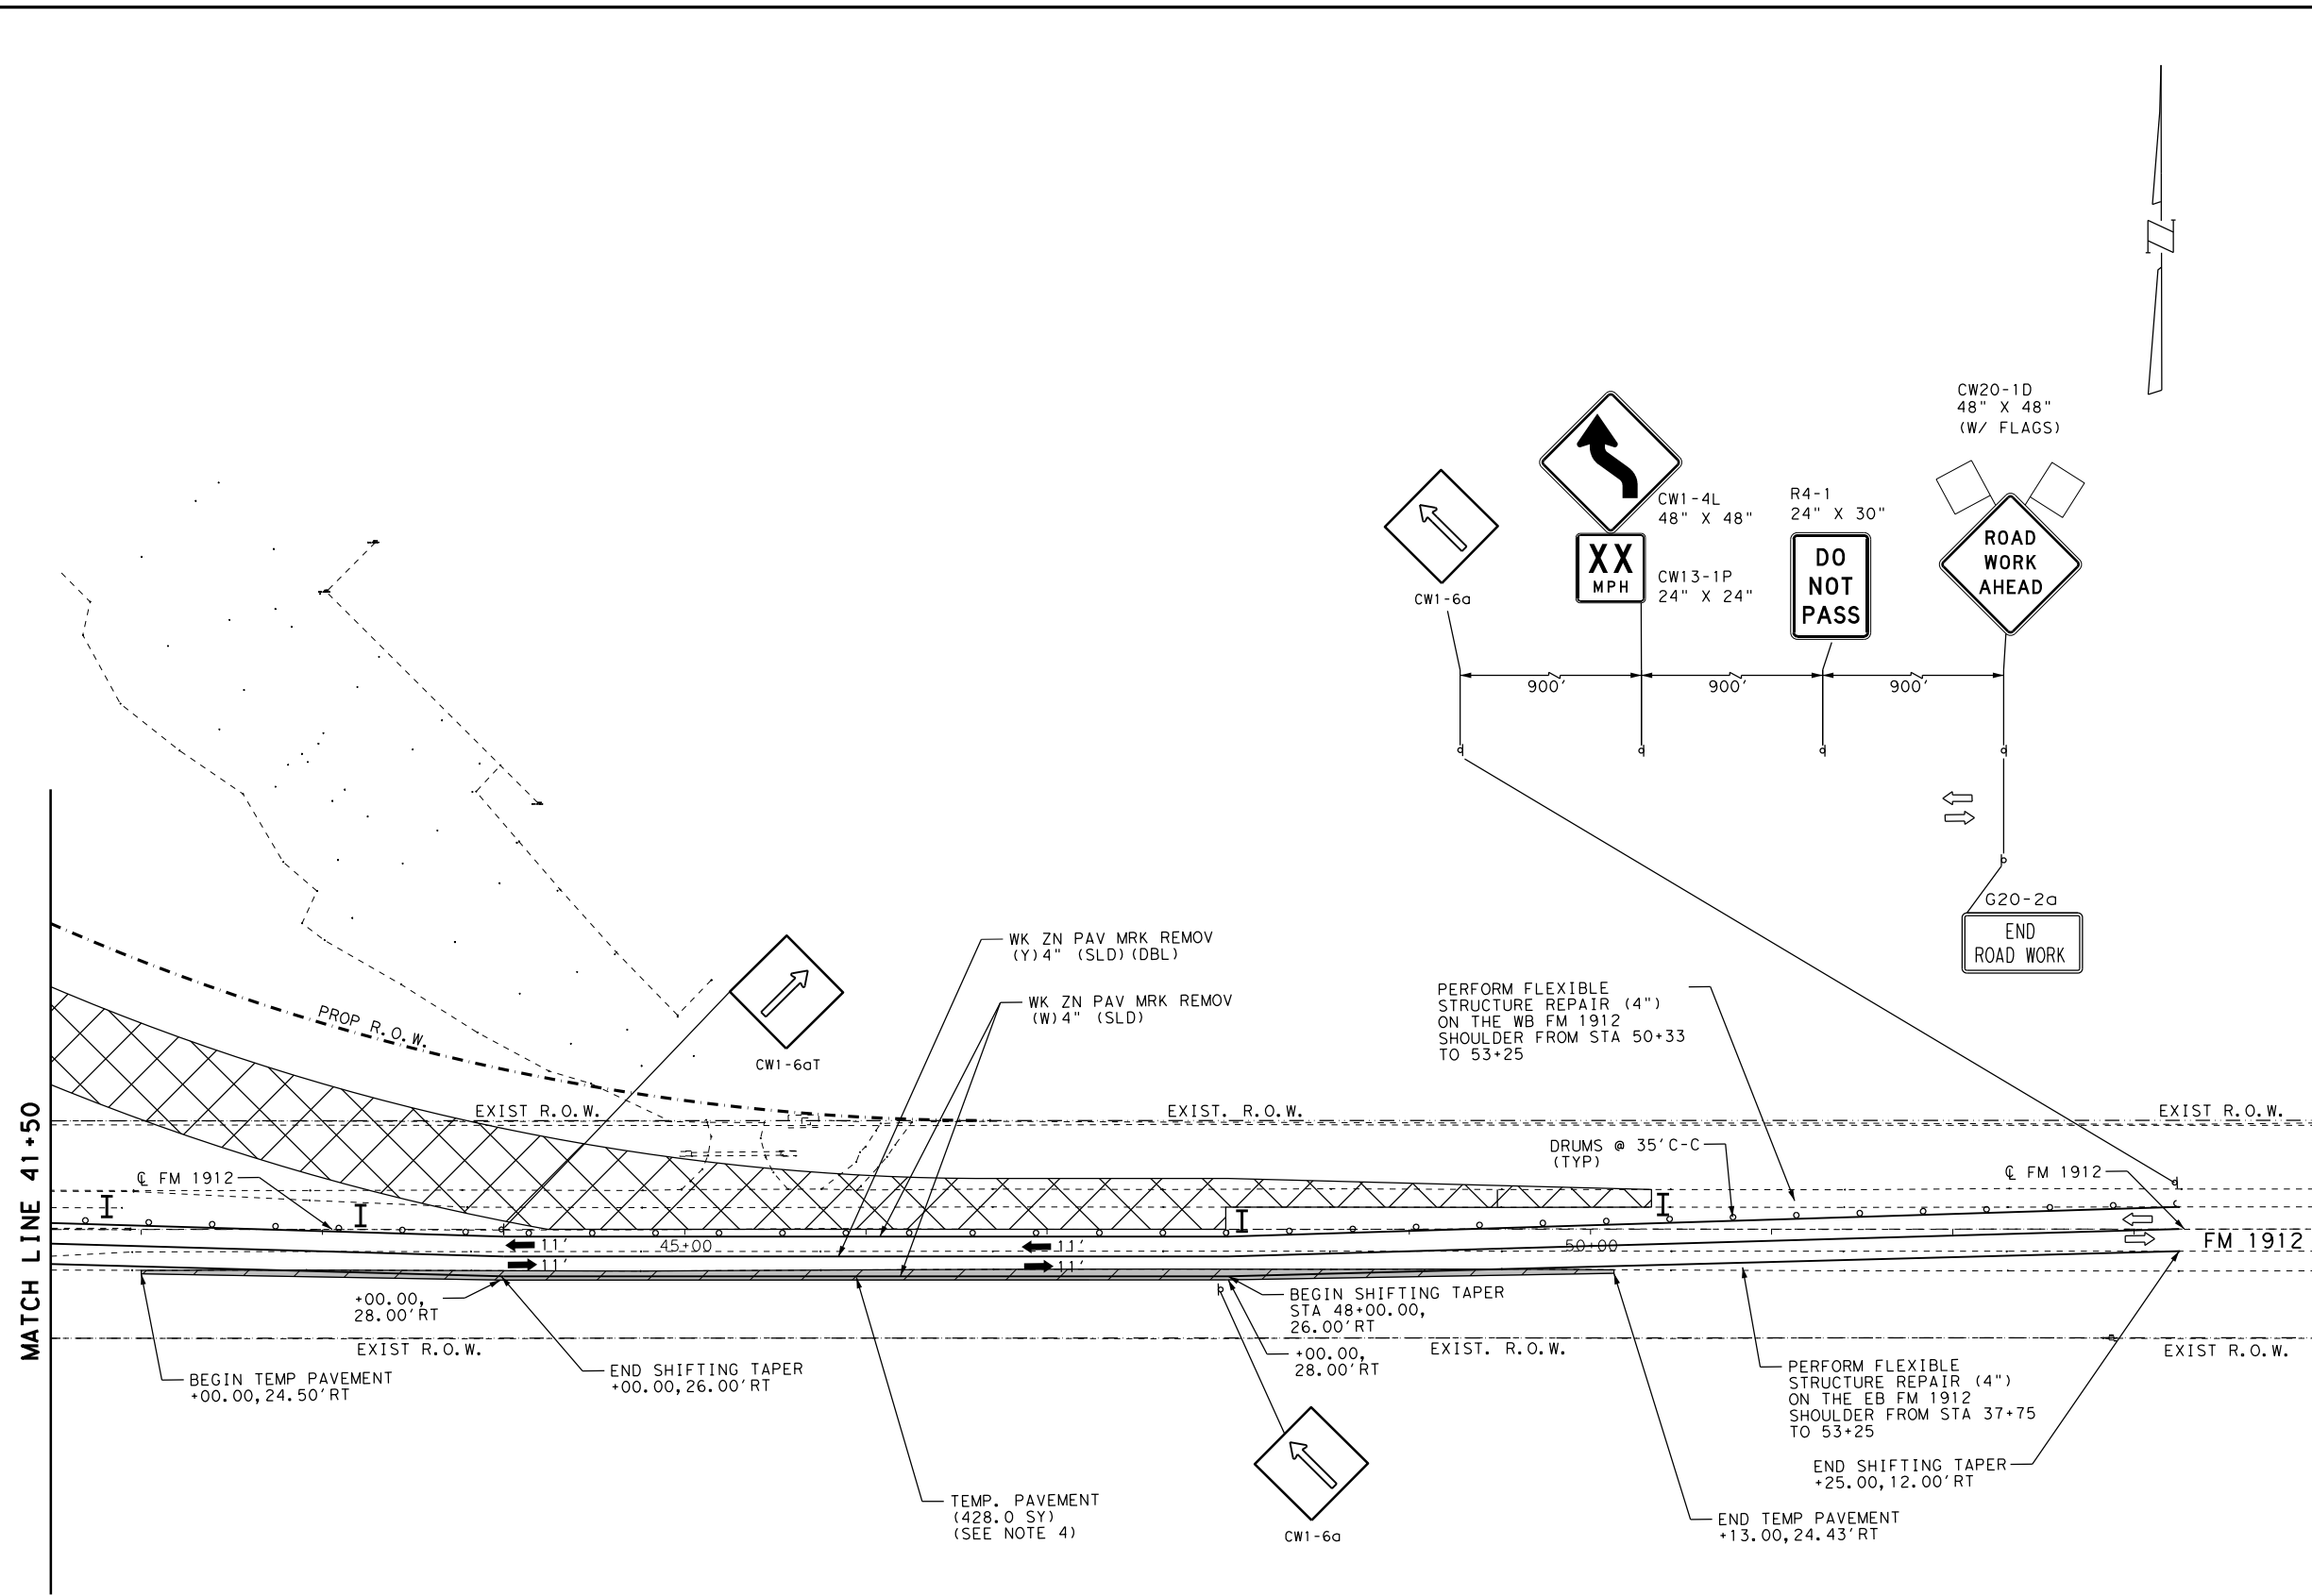 CW20-1D
48" X 48"
(W/ FLAGS)
ROAD
WORK
AHEAD
R4-1
24" X 30"
DO
NOT
PASS
CW1-4L
48" X 48"
XX
MPH
CW13-1P
24" X 24"
CW1-6a
900'
900'
900'
G20-2a
END
ROAD WORK
WK ZN PAV MRK REMOV
(Y)4" (SLD)(DBL)
WK ZN PAV MRK REMOV
(W)4" (SLD)
CW1-6aT
PERFORM FLEXIBLE
STRUCTURE REPAIR (4")
ON THE WB FM 1912
SHOULDER FROM STA 50+33
TO 53+25
PROP R.O.W.
EXIST R.O.W.
EXIST. R.O.W.
EXIST R.O.W.
DRUMS @ 35'C-C
(TYP)
℄ FM 1912
℄ FM 1912
MATCH LINE 41+50
11'
45+00
11'
50+00
FM 1912
11'
11'
+00.00,
28.00'RT
BEGIN SHIFTING TAPER
STA 48+00.00,
26.00'RT
EXIST R.O.W.
+00.00,
28.00'RT
EXIST. R.O.W.
EXIST R.O.W.
BEGIN TEMP PAVEMENT
+00.00,24.50'RT
END SHIFTING TAPER
+00.00,26.00'RT
PERFORM FLEXIBLE
STRUCTURE REPAIR (4")
ON THE EB FM 1912
SHOULDER FROM STA 37+75
TO 53+25
END SHIFTING TAPER
+25.00,12.00'RT
TEMP. PAVEMENT
(428.0 SY)
(SEE NOTE 4)
CW1-6a
END TEMP PAVEMENT
+13.00,24.43'RT